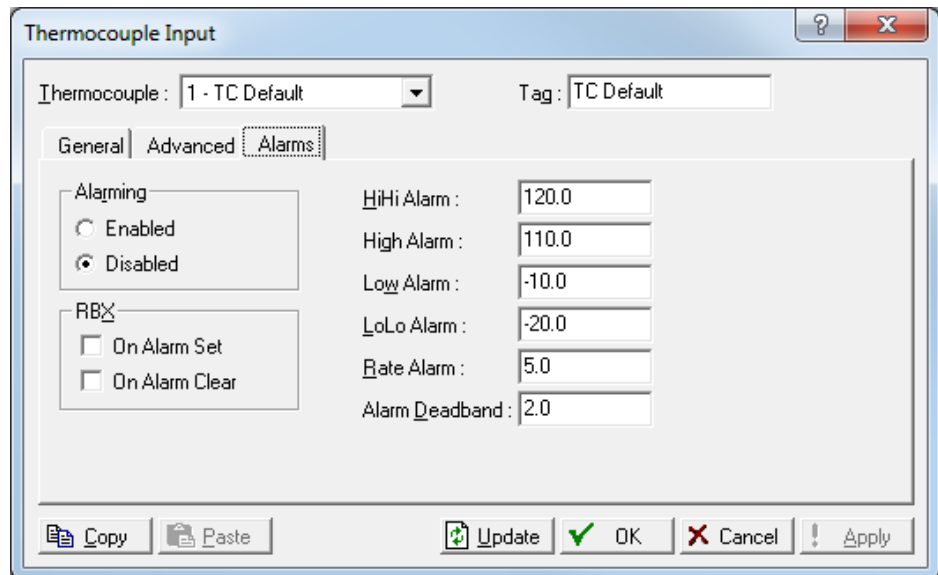 Thermocouple Input
Thermocouple : 1 - TC Default Tag : TC Default
General Advanced Alarms
Alarming
Enabled
Disabled
RBX
On Alarm Set
On Alarm Clear
HiHi Alarm : 120.0
High Alarm : 110.0
Low Alarm : -10.0
LoLo Alarm : -20.0
Rate Alarm : 5.0
Alarm Deadband : 2.0
Copy Paste Update OK Cancel Apply